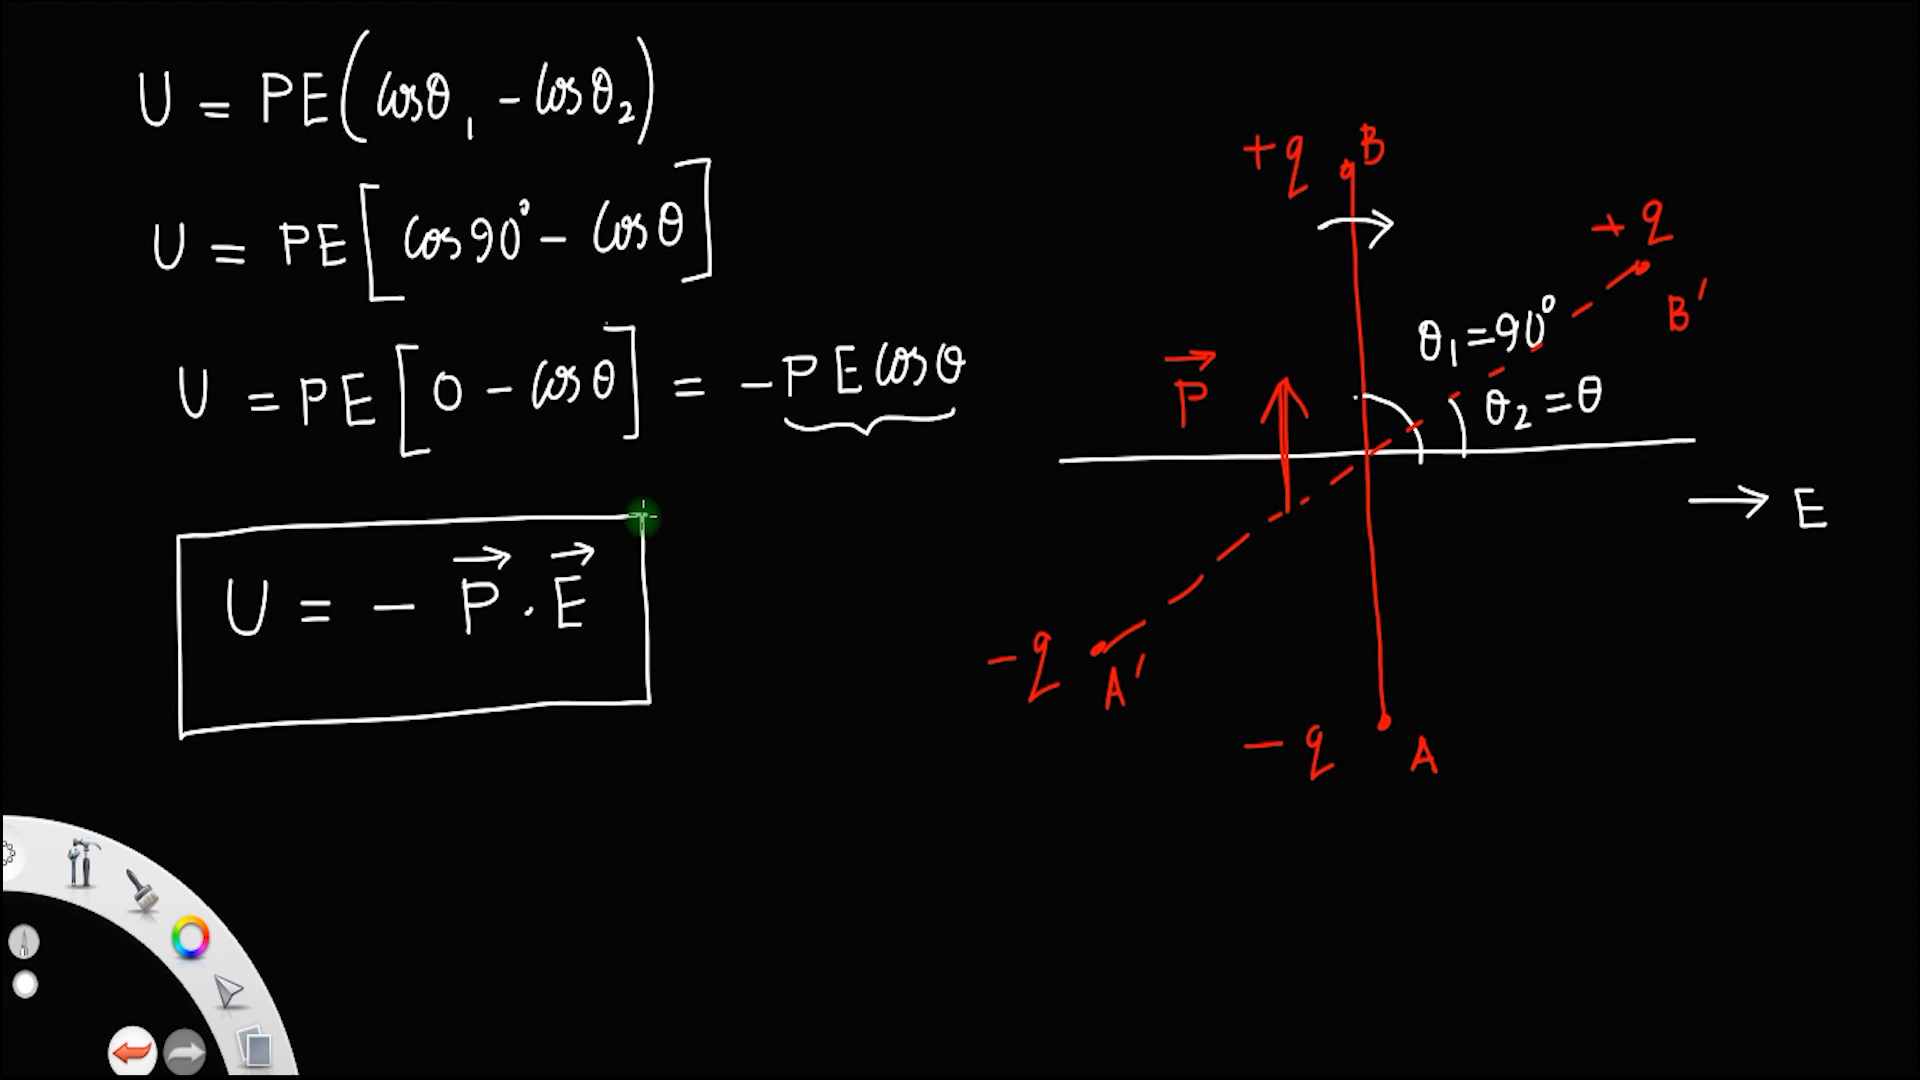 U = PE(cosθ₁ - cosθ₂)
U = PE[cos90° - cosθ]
U = PE[0 - cosθ] = -PEcosθ
U = - P⃗ . E⃗
+q B
+q
B'
θ₁ = 90°
P⃗
θ₂ = θ
→ E
-q
A'
-q A